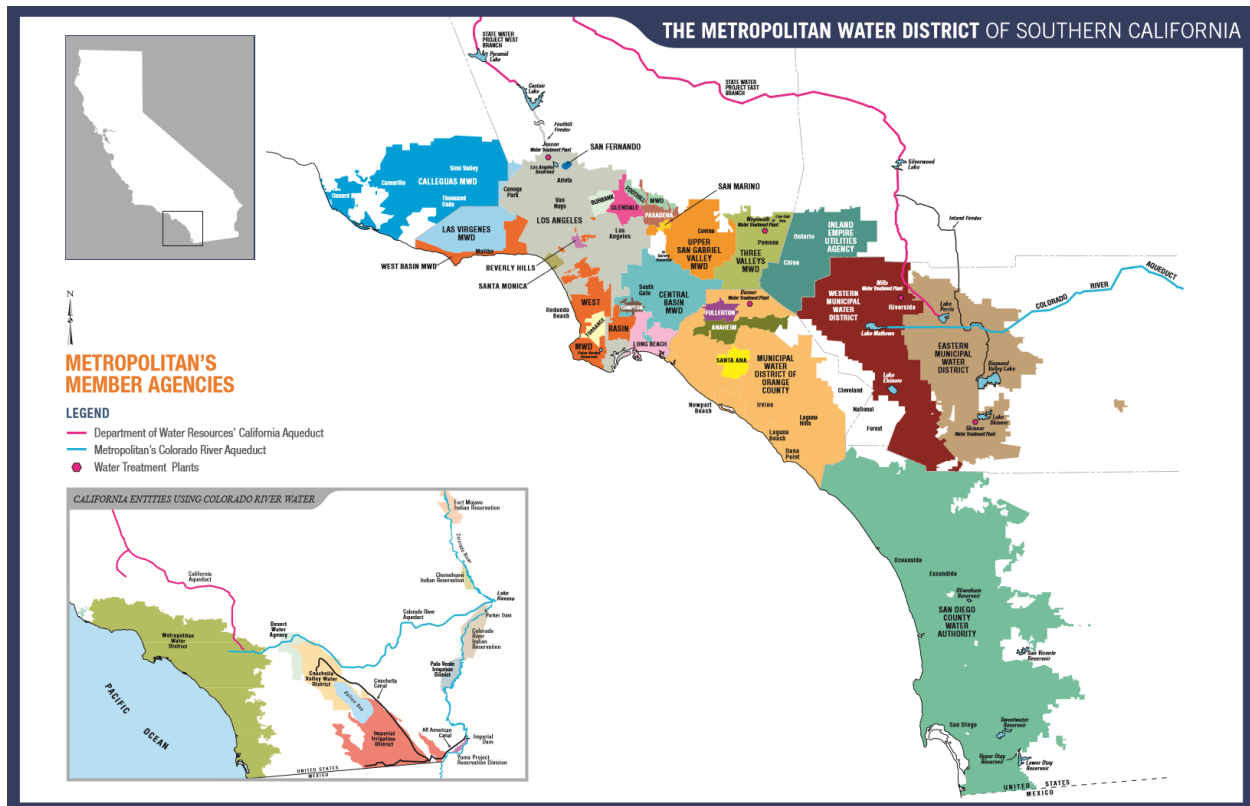 THE METROPOLITAN WATER DISTRICT OF SOUTHERN CALIFORNIA
STATE WATER
PROJECT WEST
BRANCH
Pyramid
Lake
Castaic
Lake
STATE WATER
PROJECT EAST
BRANCH
Foothill
Feeder
Jensen
Water Treatment Plant
Los Angeles
Reservoir
SAN FERNANDO
Silverwood
Lake
Inland Feeder
Simi Valley
Camarillo
CALLEGUAS MWD
Oxnard
Thousand
Oaks
Canoga
Park
Arleta
Van
Nuys
BURBANK
FOOTHILL
MWD
GLENDALE
PASADENA
SAN MARINO
LOS ANGELES
Los
Angeles
LAS VIRGENES
MWD
Malibu
WEST BASIN MWD
BEVERLY HILLS
SANTA MONICA
Covina
UPPER
SAN GABRIEL
VALLEY
MWD
Weymouth
Water Treatment Plant
Live Oak
Pomona
THREE
VALLEYS
MWD
Ontario
INLAND
EMPIRE
UTILITIES
AGENCY
Chino
South
Gate
CENTRAL
BASIN
MWD
Diemer
Water Treatment Plant
WEST
BASIN
MWD
Redondo
Beach
TORRANCE
Palos Verdes
Reservoir
LONG BEACH
FULLERTON
ANAHEIM
SANTA ANA
MUNICIPAL
WATER
DISTRICT OF
ORANGE
COUNTY
Newport
Beach
Irvine
Laguna
Hills
Laguna
Beach
Dana
Point
Cleveland
National
Forest
WESTERN
MUNICIPAL
WATER
DISTRICT
Mills
Water Treatment Plant
Riverside
Lake Mathews
Lake
Elsinore
Lake
Perris
COLORADO RIVER AQUEDUCT
EASTERN
MUNICIPAL
WATER
DISTRICT
Diamond
Valley Lake
Lake
Skinner
Skinner
Water Treatment Plant
Oceanside
Escondido
Olivenhain
Reservoir
SAN DIEGO
COUNTY
WATER
AUTHORITY
San Vicente
Reservoir
San Diego
Sweetwater
Reservoir
Upper Otay
Reservoir
Lower Otay
Reservoir
UNITED STATES
MEXICO
N
METROPOLITAN'S
MEMBER AGENCIES
LEGEND
Department of Water Resources' California Aqueduct
Metropolitan's Colorado River Aqueduct
Water Treatment Plants
CALIFORNIA ENTITIES USING COLORADO RIVER WATER
Fort Mojave
Indian Reservation
Colorado River
Chemehuevi
Indian Reservation
California
Aqueduct
Lake
Havasu
Parker Dam
Colorado River
Aqueduct
Desert
Water
Agency
Metropolitan
Water
District
Colorado
River
Indian
Reservation
Palo Verde
Irrigation
District
Coachella
Valley Water
District
Coachella
Canal
Salton Sea
Imperial
Irrigation
District
All American
Canal
Imperial
Dam
Yuma Project
Reservation Division
PACIFIC OCEAN
UNITED STATES
MEXICO